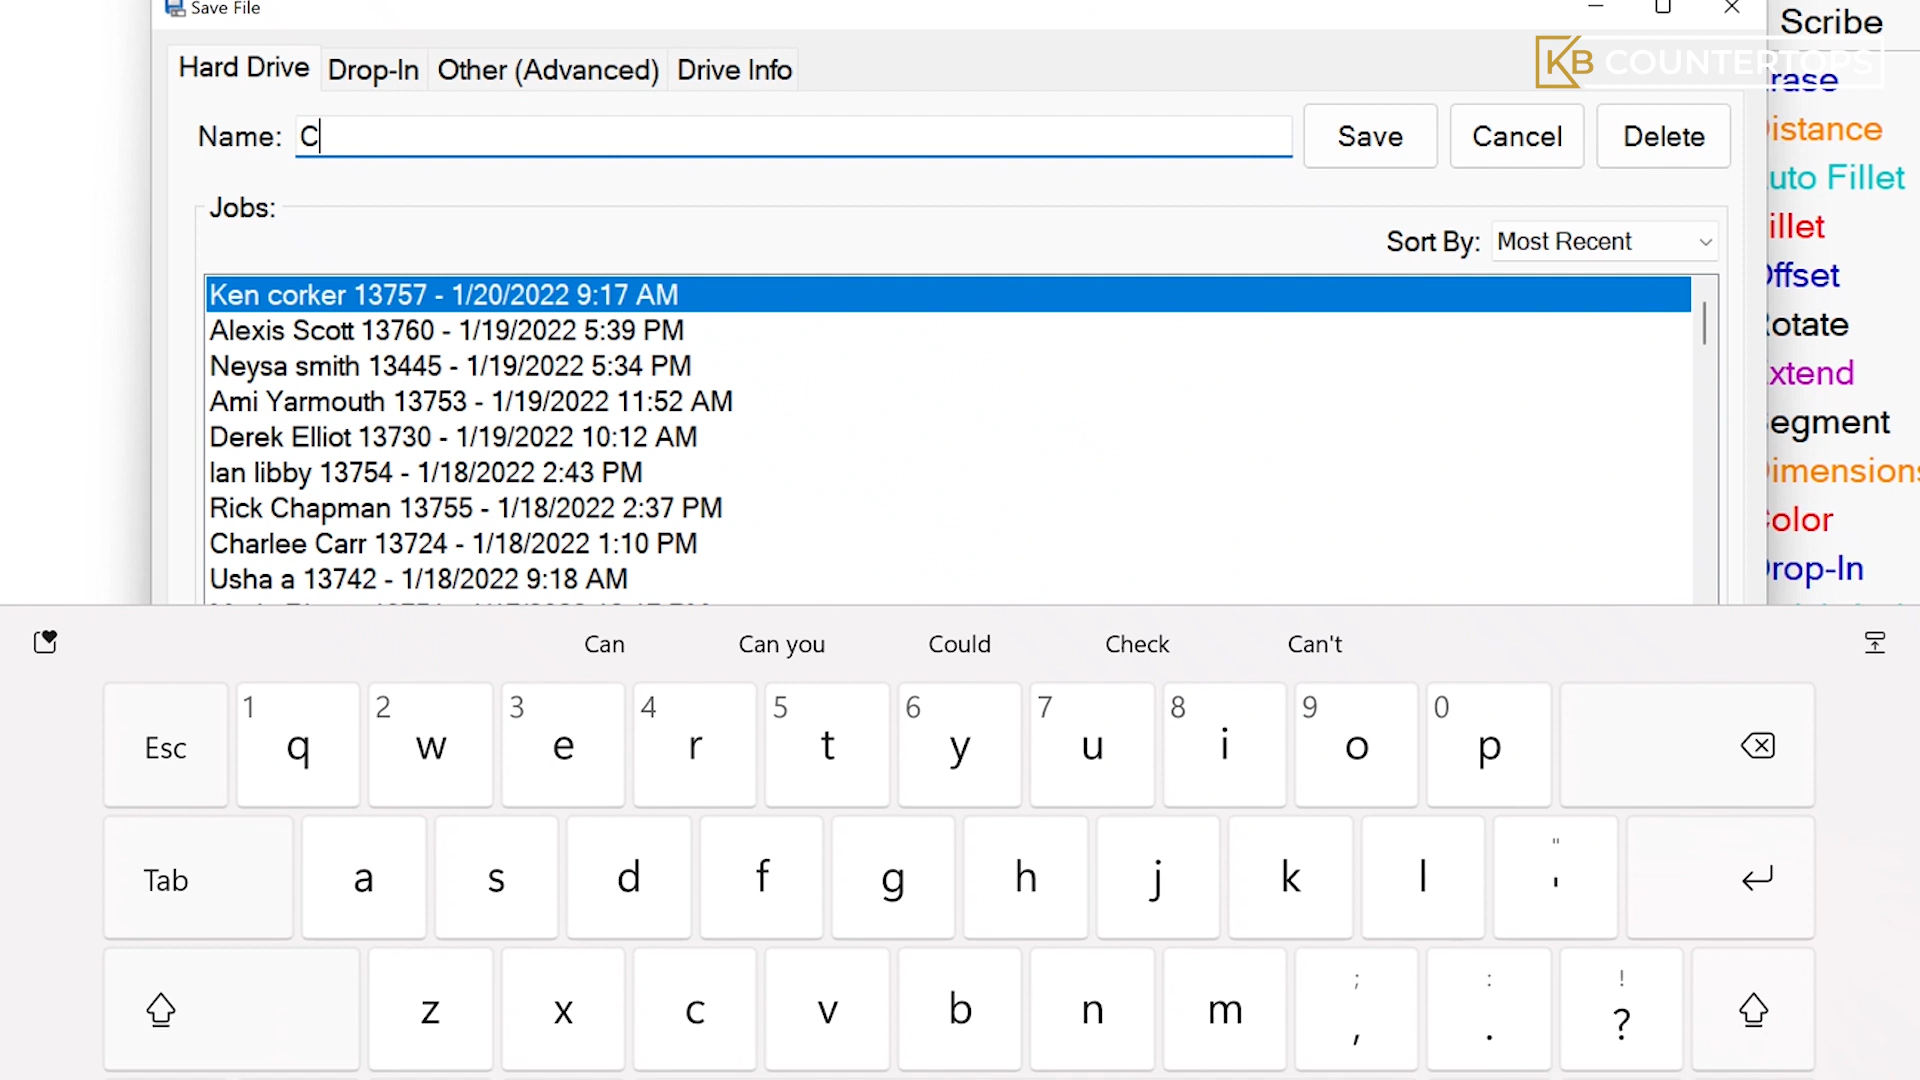 Save File
Scribe
KB COUNTERTOPS
Hard Drive
Drop-In
Other (Advanced)
Drive Info
Name: C
Save
Cancel
Delete
Jobs:
Sort By: Most Recent
Ken corker 13757 - 1/20/2022 9:17 AM
Alexis Scott 13760 - 1/19/2022 5:39 PM
Neysa smith 13445 - 1/19/2022 5:34 PM
Ami Yarmouth 13753 - 1/19/2022 11:52 AM
Derek Elliot 13730 - 1/19/2022 10:12 AM
Ian libby 13754 - 1/18/2022 2:43 PM
Rick Chapman 13755 - 1/18/2022 2:37 PM
Charlee Carr 13724 - 1/18/2022 1:10 PM
Usha a 13742 - 1/18/2022 9:18 AM
rase
istance
uto Fillet
illet
Offset
otate
xtend
egment
imensions
olor
rop-In
Can
Can you
Could
Check
Can't
1 2 3 4 5 6 7 8 9 0
Esc q w e r t y u i o p
"
Tab a s d f g h j k l '
; : !
z x c v b n m , . ?